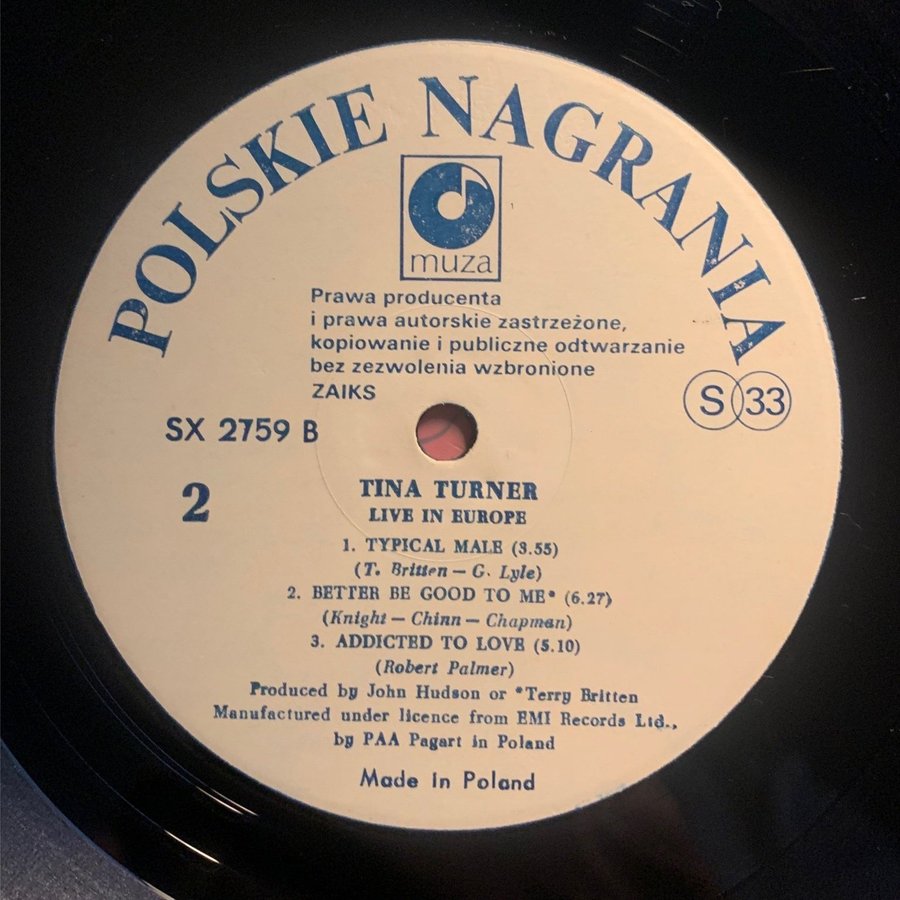 POLSKIE NAGRANIA
muza
Prawa producenta
i prawa autorskie zastrzeżone,
kopiowanie i publiczne odtwarzanie
bez zezwolenia wzbronione
ZAIKS
S 33
SX 2759 B
2
TINA TURNER
LIVE IN EUROPE
1. TYPICAL MALE (3.55)
(T. Britten — G. Lyle)
2. BETTER BE GOOD TO ME* (6.27)
(Knight — Chinn — Chapman)
3. ADDICTED TO LOVE (5.10)
(Robert Palmer)
Produced by John Hudson or *Terry Britten
Manufactured under licence from EMI Records Ltd.,
by PAA Pagart in Poland
Made in Poland